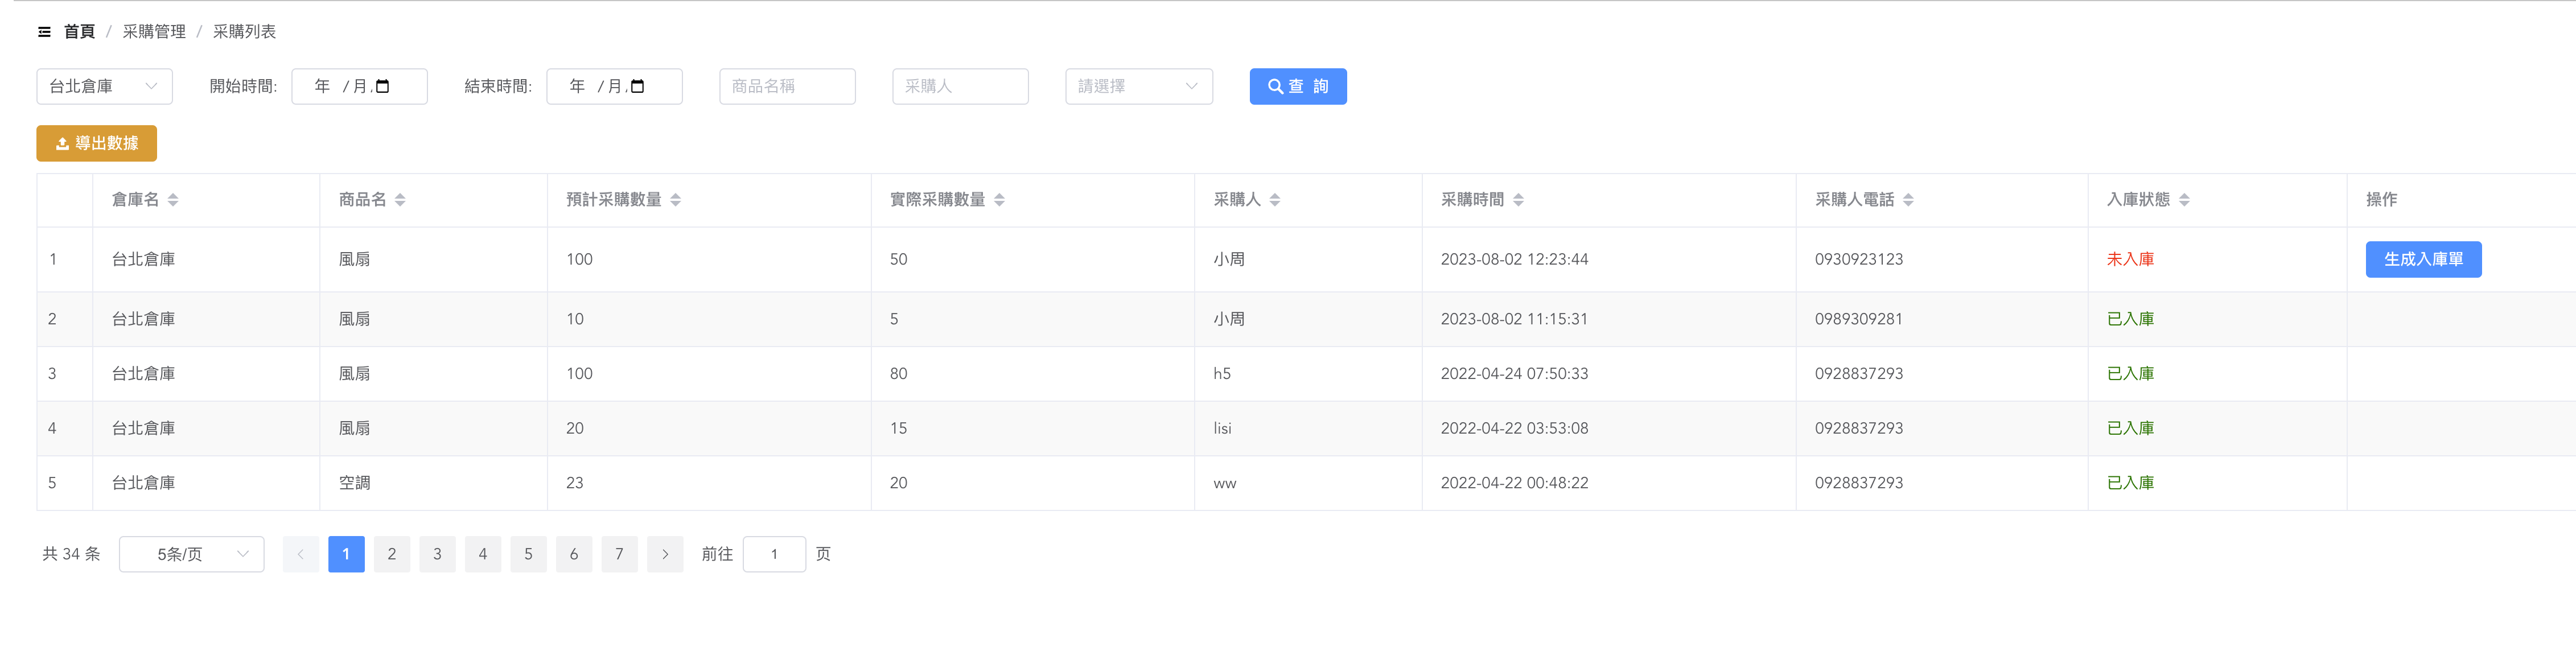 首頁 / 采購管理 / 采購列表
台北倉庫 開始時間: 年 /月 結束時間: 年 /月 商品名稱 采購人 請選擇 查 詢
導出數據
倉庫名 商品名 預計采購數量 實際采購數量 采購人 采購時間 采購人電話 入庫狀態 操作
1 台北倉庫 風扇 100 50 小周 2023-08-02 12:23:44 0930923123 未入庫 生成入庫單
2 台北倉庫 風扇 10 5 小周 2023-08-02 11:15:31 0989309281 已入庫
3 台北倉庫 風扇 100 80 h5 2022-04-24 07:50:33 0928837293 已入庫
4 台北倉庫 風扇 20 15 lisi 2022-04-22 03:53:08 0928837293 已入庫
5 台北倉庫 空調 23 20 ww 2022-04-22 00:48:22 0928837293 已入庫
共 34 条 5条/页 1 2 3 4 5 6 7 前往 1 页